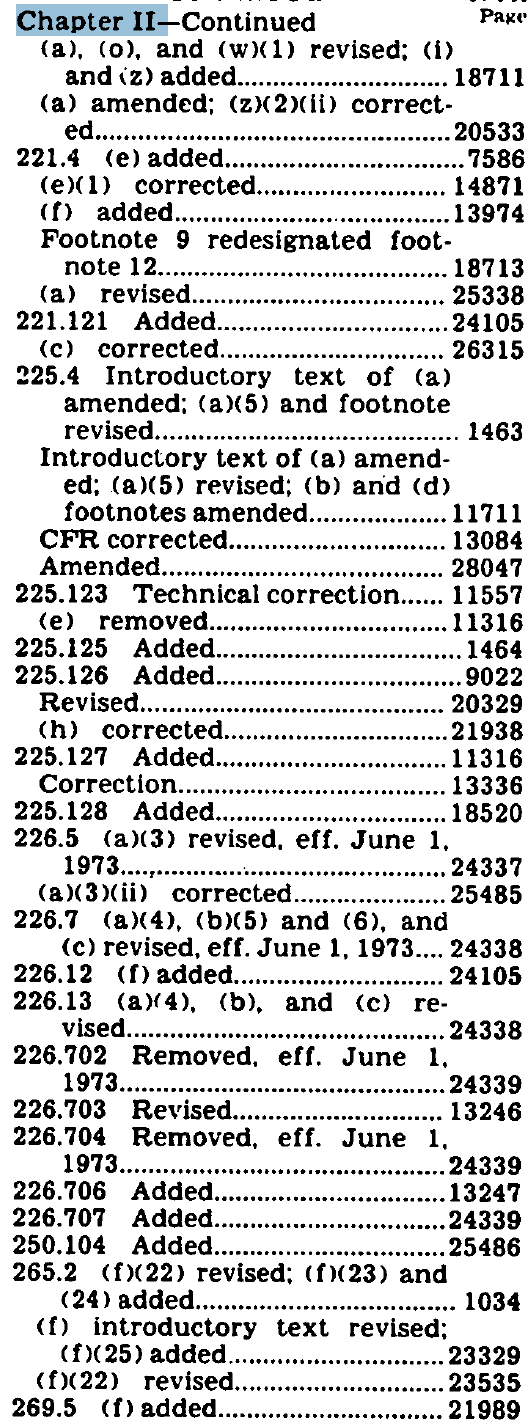 Chapter II—Continued Page
(a), (o), and (w)(1) revised; (i)
and (z) added.......................... 18711
(a) amended; (z)(2)(ii) correct-
ed............................................... 20533
221.4 (e) added............................... 7586
(e)(1) corrected......................... 14871
(f) added.................................... 13974
Footnote 9 redesignated foot-
note 12...................................... 18713
(a) revised.................................. 25338
221.121 Added............................... 24105
(c) corrected.............................. 26315
225.4 Introductory text of (a)
amended; (a)(5) and footnote
revised....................................... 1463
Introductory text of (a) amend-
ed; (a)(5) revised; (b) and (d)
footnotes amended.................. 11711
CFR corrected............................ 13084
Amended..................................... 28047
225.123 Technical correction...... 11557
(e) removed................................ 11316
225.125 Added............................... 1464
225.126 Added............................... 9022
Revised........................................ 20329
(h) corrected.............................. 21938
225.127 Added............................... 11316
Correction................................... 13336
225.128 Added............................... 18520
226.5 (a)(3) revised, eff. June 1,
1973........................................... 24337
(a)(3)(ii) corrected.................... 25485
226.7 (a)(4), (b)(5) and (6), and
(c) revised, eff. June 1, 1973.... 24338
226.12 (f) added............................ 24105
226.13 (a)(4), (b), and (c) re-
vised.......................................... 24338
226.702 Removed, eff. June 1,
1973........................................... 24339
226.703 Revised............................ 13246
226.704 Removed, eff. June 1,
1973........................................... 24339
226.706 Added............................... 13247
226.707 Added............................... 24339
250.104 Added............................... 25486
265.2 (f)(22) revised; (f)(23) and
(24) added................................. 1034
(f) introductory text revised;
(f)(25) added............................. 23329
(f)(22) revised............................ 23535
269.5 (f) added.............................. 21989